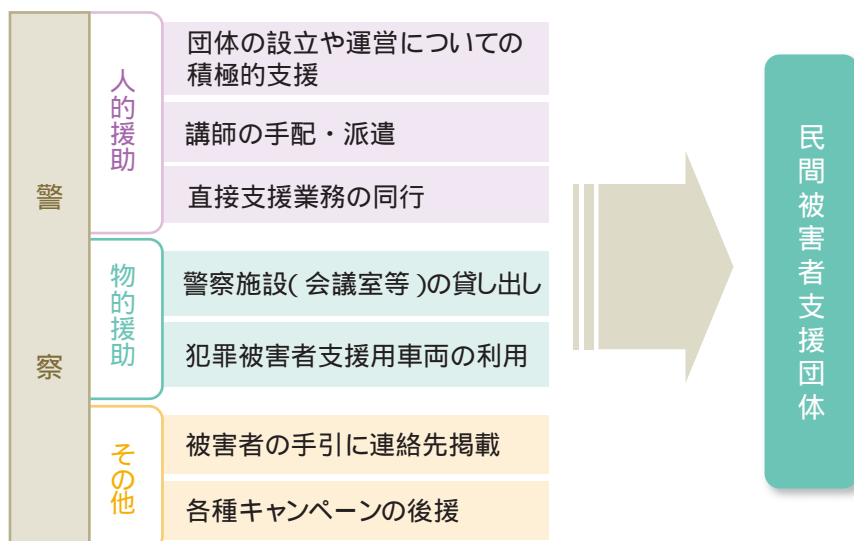 警察
人的援助
団体の設立や運営についての
積極的支援
講師の手配・派遣
直接支援業務の同行
物的援助
警察施設(会議室等)の貸し出し
犯罪被害者支援用車両の利用
その他
被害者の手引に連絡先掲載
各種キャンペーンの後援
民間被害者支援団体